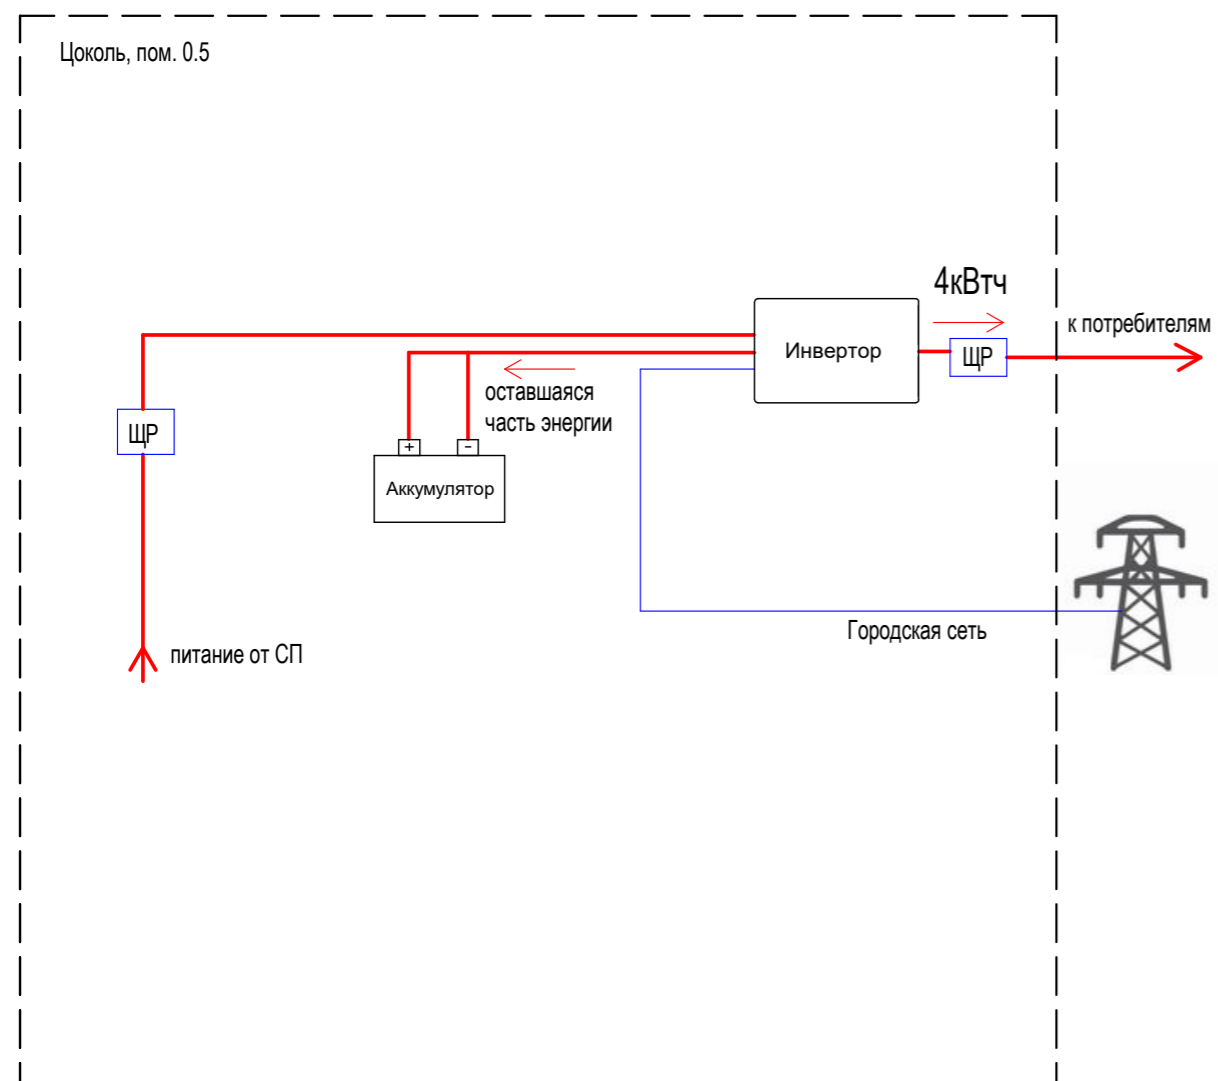 Цоколь, пом. 0.5
4кВтч
к потребителям
Инвертор
ЩР
оставшаяся
часть энергии
ЩР
+ -
Аккумулятор
Городская сеть
питание от СП